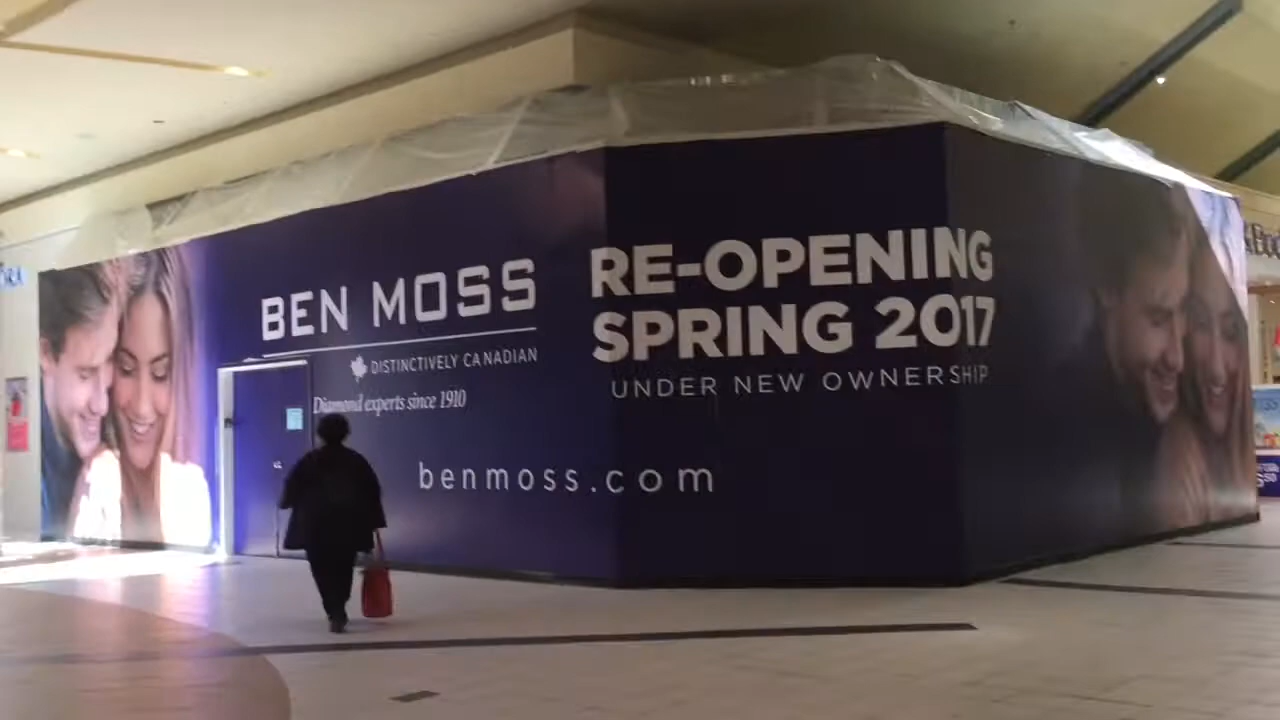 BEN MOSS
DISTINCTIVELY CANADIAN
Diamond experts since 1910
benmoss.com
RE-OPENING
SPRING 2017
UNDER NEW OWNERSHIP